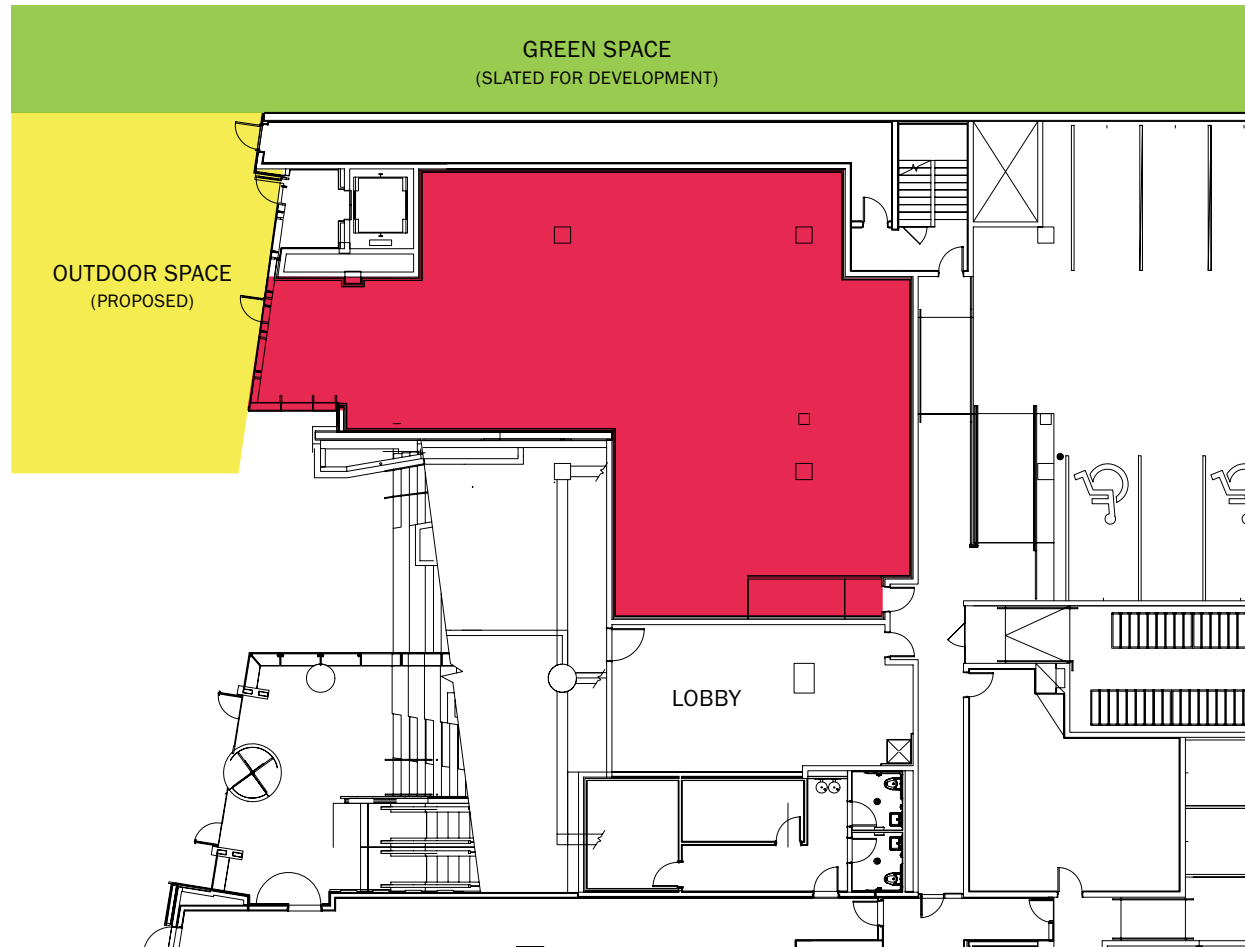 GREEN SPACE
(SLATED FOR DEVELOPMENT)
OUTDOOR SPACE
(PROPOSED)
LOBBY